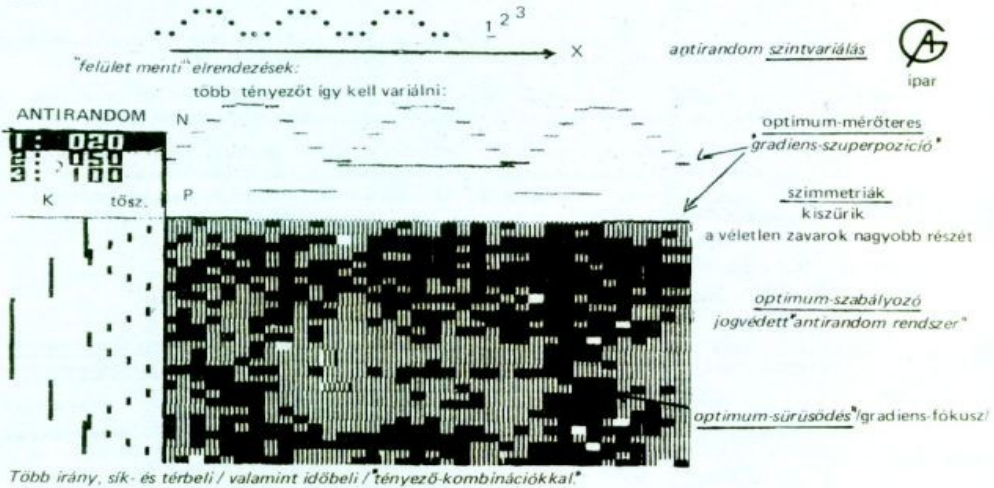 1 2 3
X
antirandom szintvariálás
AG
ipar
"felület menti" elrendezések:
több tényezőt így kell variálni:
ANTIRANDOM
N
1 : 020
2 : 050
3 : 100
optimum-mérőteres
"gradiens-szuperpozíció"
P
K tősz.
szimmetriák
kiszűrik
a véletlen zavarok nagyobb részét
optimum-szabályozó
jogvédett "antirandom rendszer"
optimum-sűrűsödés"/gradiens-fókusz/
Több irány, sík- és térbeli / valamint időbeli / "tényező-kombinációkkal."